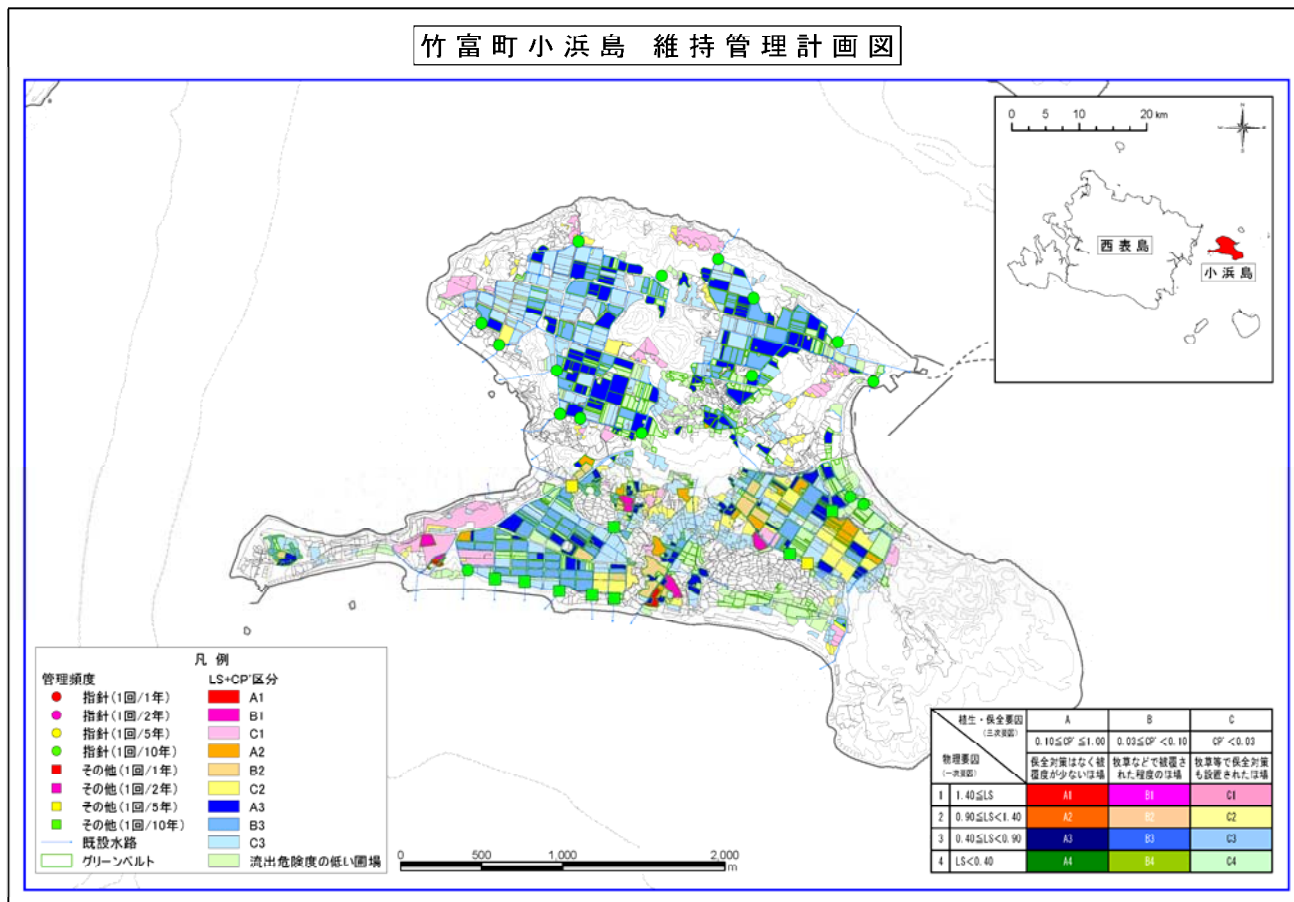 竹富町小浜島 維持管理計画図
0 5 10 20 km
西表島
小浜島
凡例
管理頻度 LS+CP'区分
指針(1回/1年) A1
指針(1回/2年) B1
指針(1回/5年) C1
指針(1回/10年) A2
その他(1回/1年) B2
その他(1回/2年) C2
その他(1回/5年) A3
その他(1回/10年) B3
既設水路 C3
グリーンベルト 流出危険度の低い圃場
0 500 1,000 2,000
m
植生・保全要因 A B C
(三次要因) 0.10≦CP'≦1.00 0.03≦CP'<0.10 CP'<0.03
物理要因 保全対策はなく被 牧草などで被覆さ 牧草等で保全対策
(一次要因) 覆度が少ないほ場 れた程度のほ場 も設置されたほ場
1 1.40≦LS A1 B1 C1
2 0.90≦LS<1.40 A2 B2 C2
3 0.40≦LS<0.90 A3 B3 C3
4 LS<0.40 A4 B4 C4